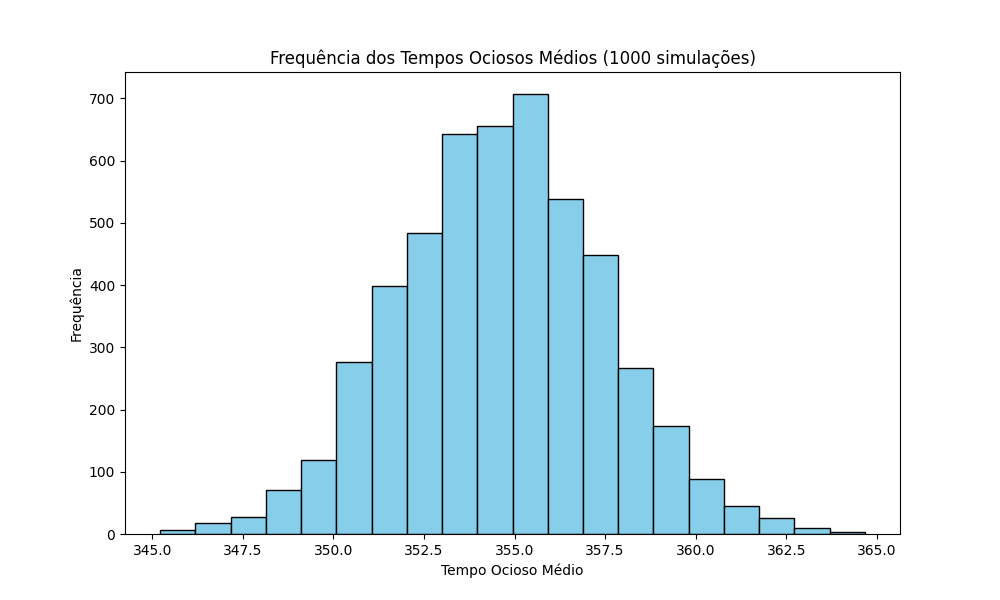 Frequência dos Tempos Ociosos Médios (1000 simulações)
700
600
500
400
300
200
100
0
Frequência
345.0 347.5 350.0 352.5 355.0 357.5 360.0 362.5 365.0
Tempo Ocioso Médio